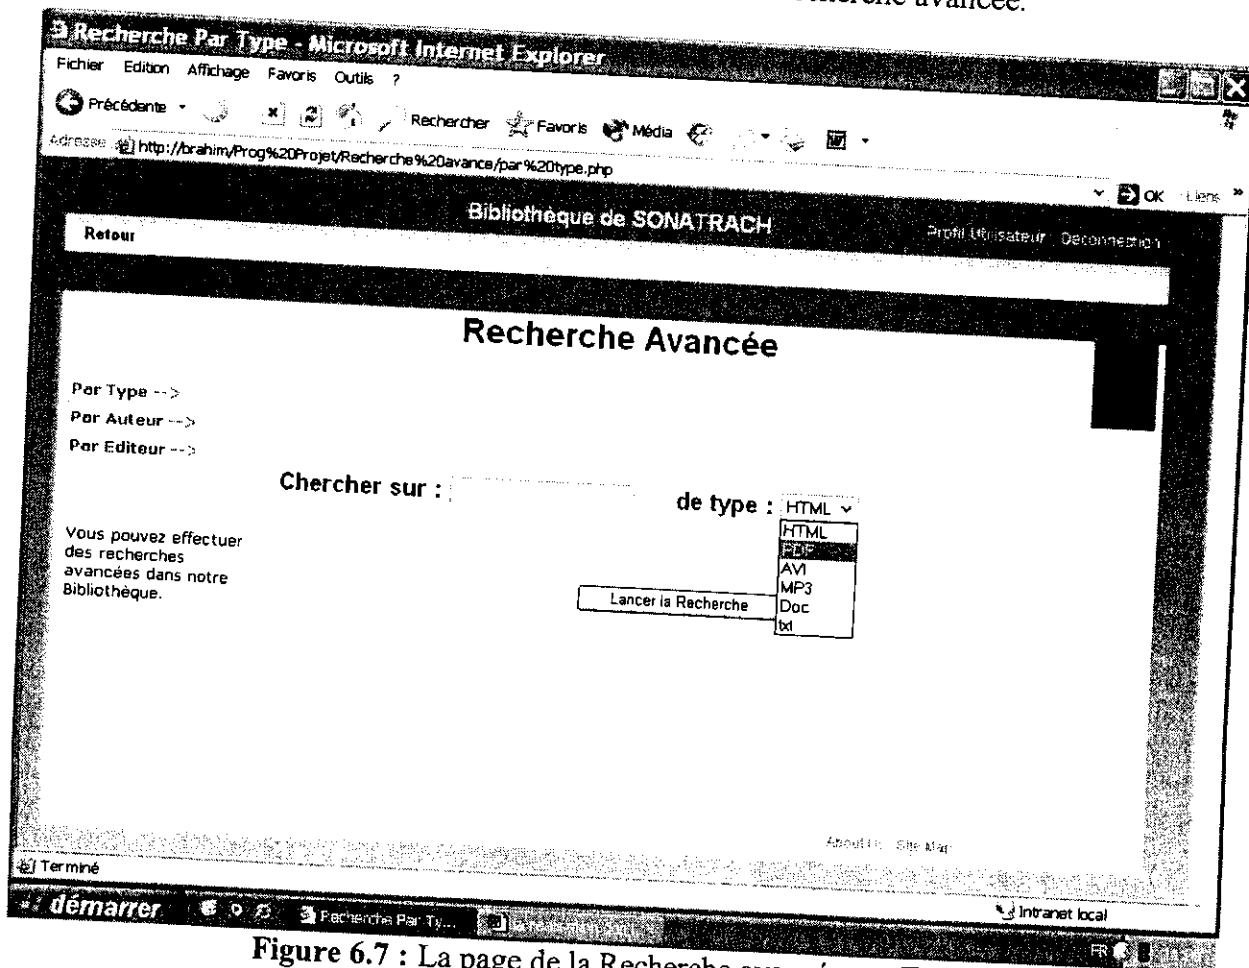 recherche avancée.
Recherche Par Type - Microsoft Internet Explorer
Fichier Edition Affichage Favoris Outils ?
Précédente Rechercher Favoris Média
Adresse http://brahim/Prog%20Projet/Recherche%20avance/par%20type.php OK Liens »
Bibliothèque de SONATRACH
Profil Utilisateur Deconnection
Retour
Recherche Avancée
Par Type -->
Par Auteur -->
Par Editeur -->
Chercher sur : de type : HTML
HTML
PDF
AVI
MP3
Doc
txt
Vous pouvez effectuer
des recherches
avancées dans notre
Bibliothèque.
Lancer la Recherche
About Us Site Map
Terminé
Intranet local
démarrer Recherche Par Ty... FR
Figure 6.7 : La page de la Recherche